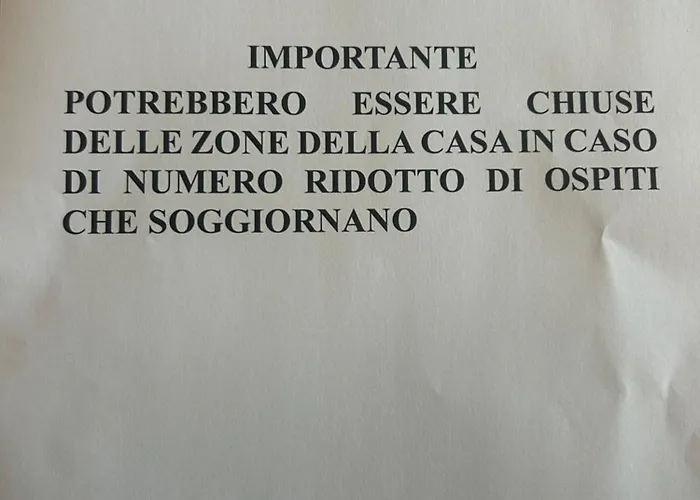 IMPORTANTE
POTREBBERO ESSERE CHIUSE
DELLE ZONE DELLA CASA IN CASO
DI NUMERO RIDOTTO DI OSPITI
CHE SOGGIORNANO